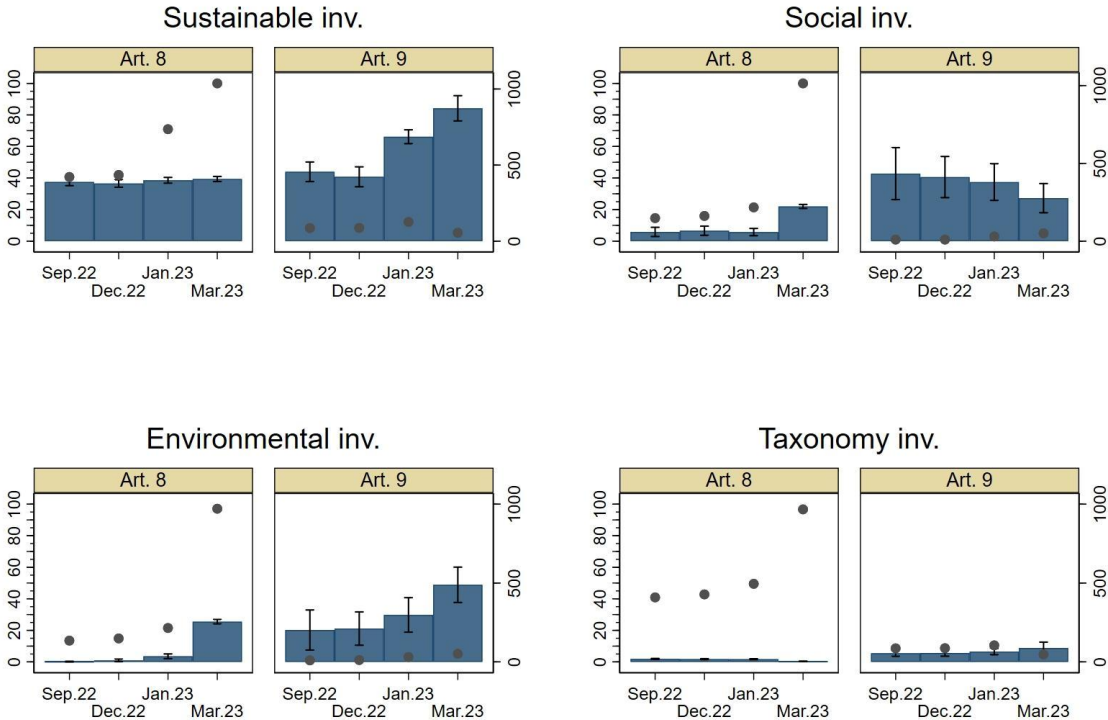 Sustainable inv.
Art. 8
Art. 9
0 20 40 60 80 100
0 500 1000
Sep.22 Jan.23
Dec.22 Mar.23
Sep.22 Jan.23
Dec.22 Mar.23
Social inv.
Art. 8
Art. 9
0 20 40 60 80 100
0 500 1000
Sep.22 Jan.23
Dec.22 Mar.23
Sep.22 Jan.23
Dec.22 Mar.23
Environmental inv.
Art. 8
Art. 9
0 20 40 60 80 100
0 500 1000
Sep.22 Jan.23
Dec.22 Mar.23
Sep.22 Jan.23
Dec.22 Mar.23
Taxonomy inv.
Art. 8
Art. 9
0 20 40 60 80 100
0 500 1000
Sep.22 Jan.23
Dec.22 Mar.23
Sep.22 Jan.23
Dec.22 Mar.23